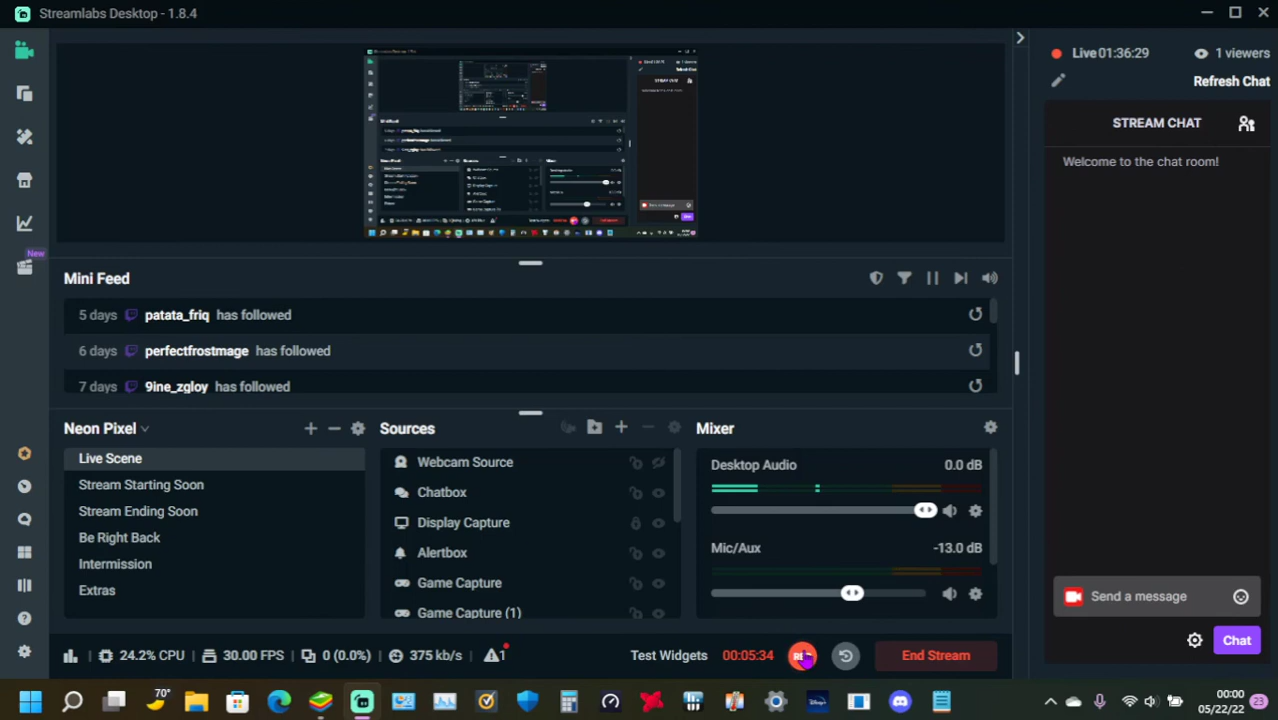 Streamlabs Desktop - 1.8.4
Live 01:36:29
1 viewers
Refresh Chat
STREAM CHAT
Welcome to the chat room!
New
Mini Feed
5 days patata_friq has followed
6 days perfectfrostmage has followed
7 days 9ine_zgloy has followed
Neon Pixel
Live Scene
Stream Starting Soon
Stream Ending Soon
Be Right Back
Intermission
Extras
Sources
Webcam Source
Chatbox
Display Capture
Alertbox
Game Capture
Game Capture (1)
Mixer
Desktop Audio 0.0 dB
Mic/Aux -13.0 dB
Send a message
Chat
24.2% CPU 30.00 FPS 0 (0.0%) 375 kb/s 1
Test Widgets 00:05:34 End Stream
70°
00:00
05/22/22
23